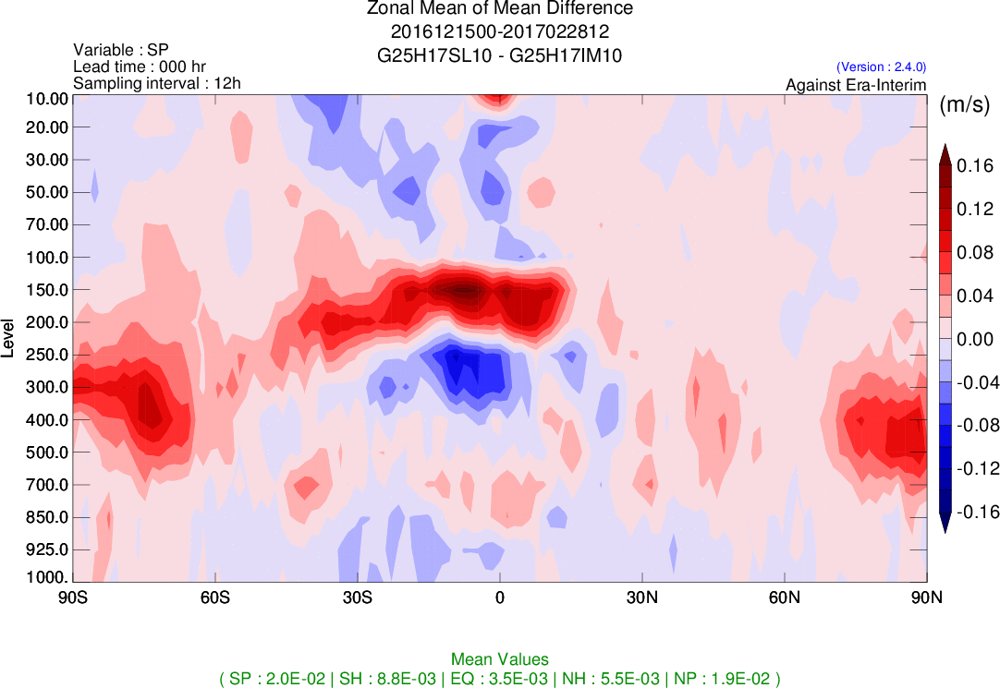 Zonal Mean of Mean Difference
2016121500-2017022812
G25H17SL10 - G25H17IM10
Variable : SP
Lead time : 000 hr
Sampling interval : 12h
(Version : 2.4.0)
Against Era-Interim
(m/s)
Level
10.00
20.00
30.00
50.00
70.00
100.0
150.0
200.0
250.0
300.0
400.0
500.0
700.0
850.0
925.0
1000.
90S 60S 30S 0 30N 60N 90N
0.16
0.12
0.08
0.04
0.00
-0.04
-0.08
-0.12
-0.16
Mean Values
( SP : 2.0E-02 | SH : 8.8E-03 | EQ : 3.5E-03 | NH : 5.5E-03 | NP : 1.9E-02 )